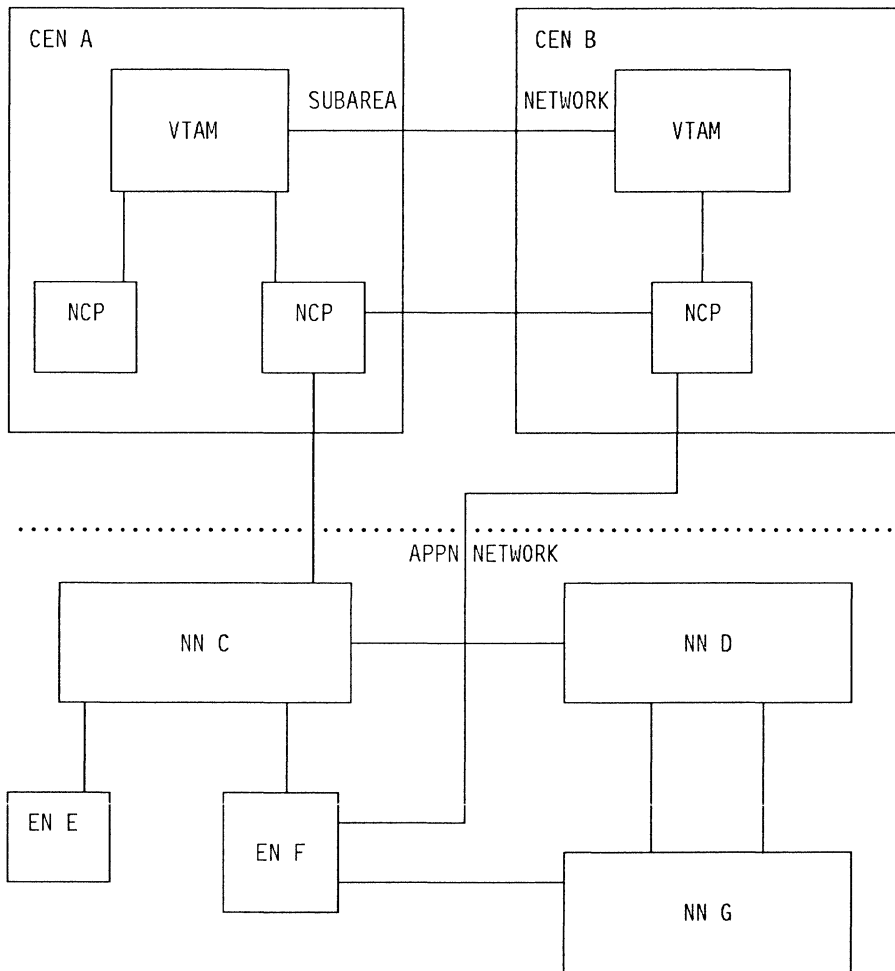 CEN A
CEN B
SUBAREA NETWORK
VTAM
VTAM
NCP
NCP
NCP
APPN NETWORK
NN C
NN D
EN E
EN F
NN G